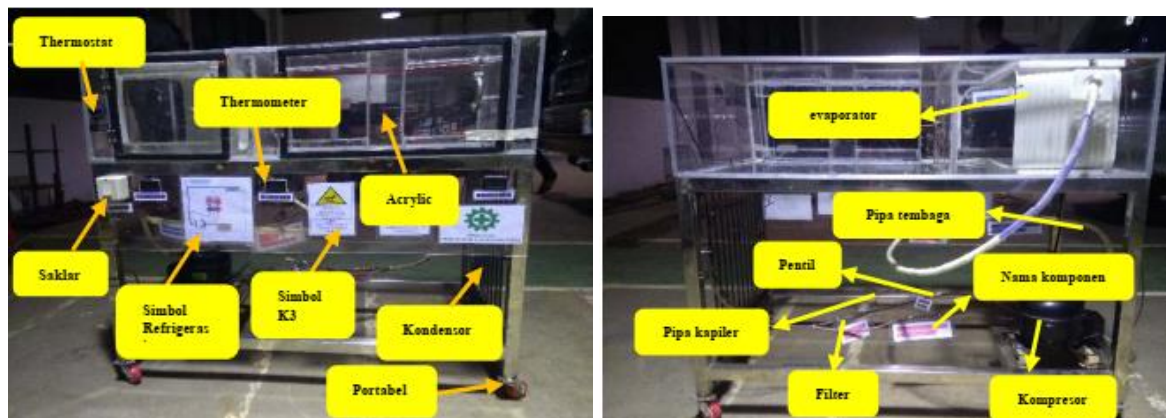 Thermostat
Thermometer
Acrylic
Saklar
Simbol
Refrigeras
Simbol
K3
Kondensor
Portabel
evaporator
Pipa tembaga
Pentil
Nama komponen
Pipa kapiler
Filter
Kompresor